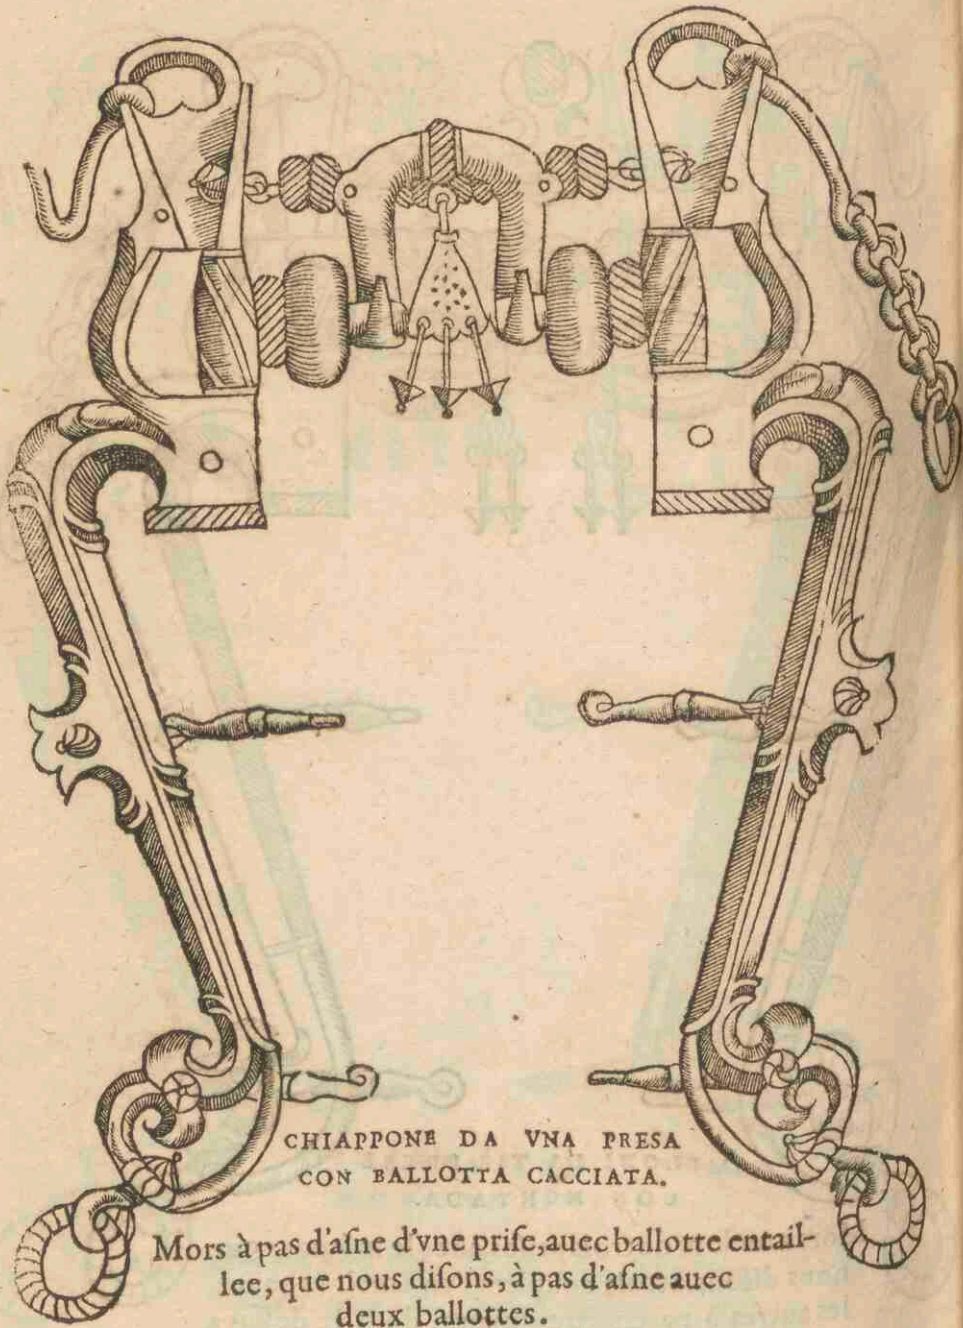 CHIAPPONE DA VNA PRESA
CON BALLOTTA CACCIATA.
Mors à pas d'aſne d'vne priſe, auec ballotte entail-
lee, que nous diſons, à pas d'aſne auec
deux ballottes.